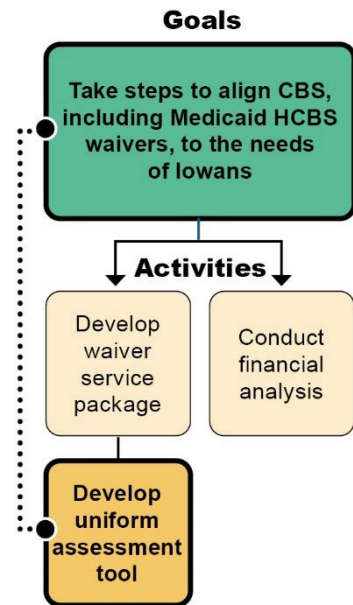 Goals
Take steps to align CBS,
including Medicaid HCBS
waivers, to the needs
of Iowans
Activities
Develop
waiver
service
package
Conduct
financial
analysis
Develop
uniform
assessment
tool